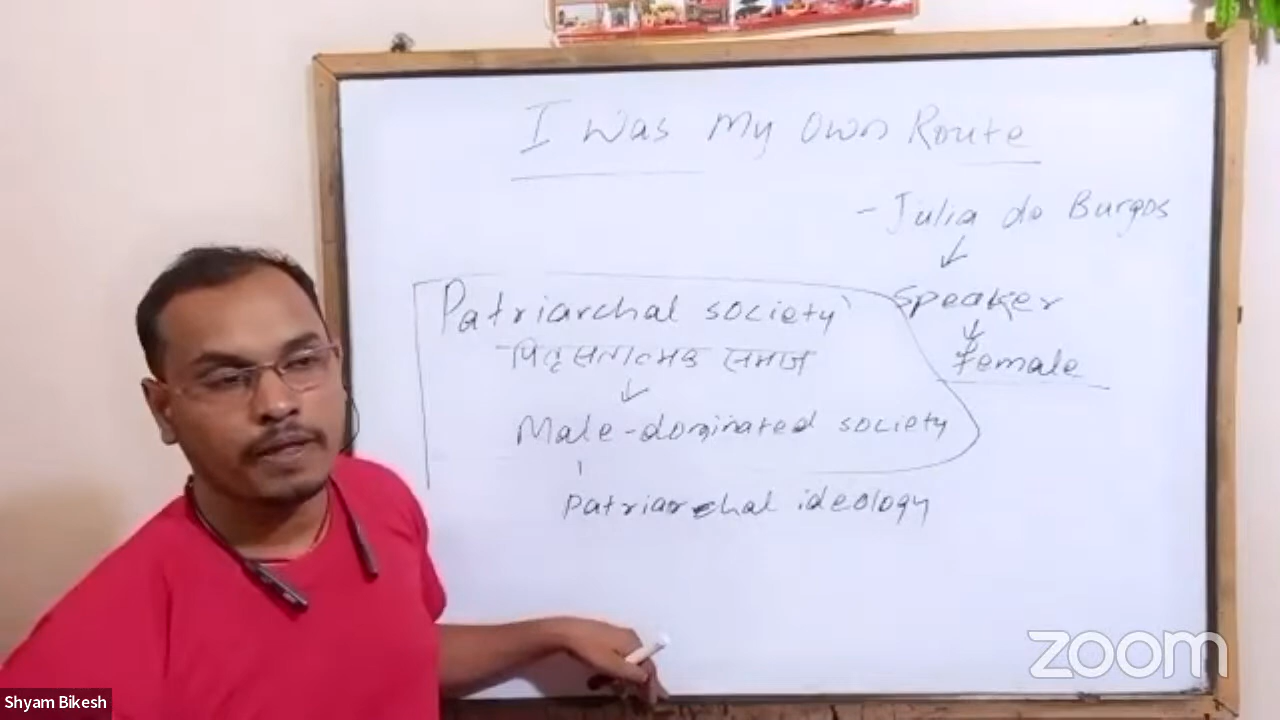 I Was My Own Route
- Julia de Burgos
Speaker
female
Patriarchal society
पितृसत्तात्मक समाज
Male-dominated society
Patriarchal ideology
zoom
Shyam Bikesh